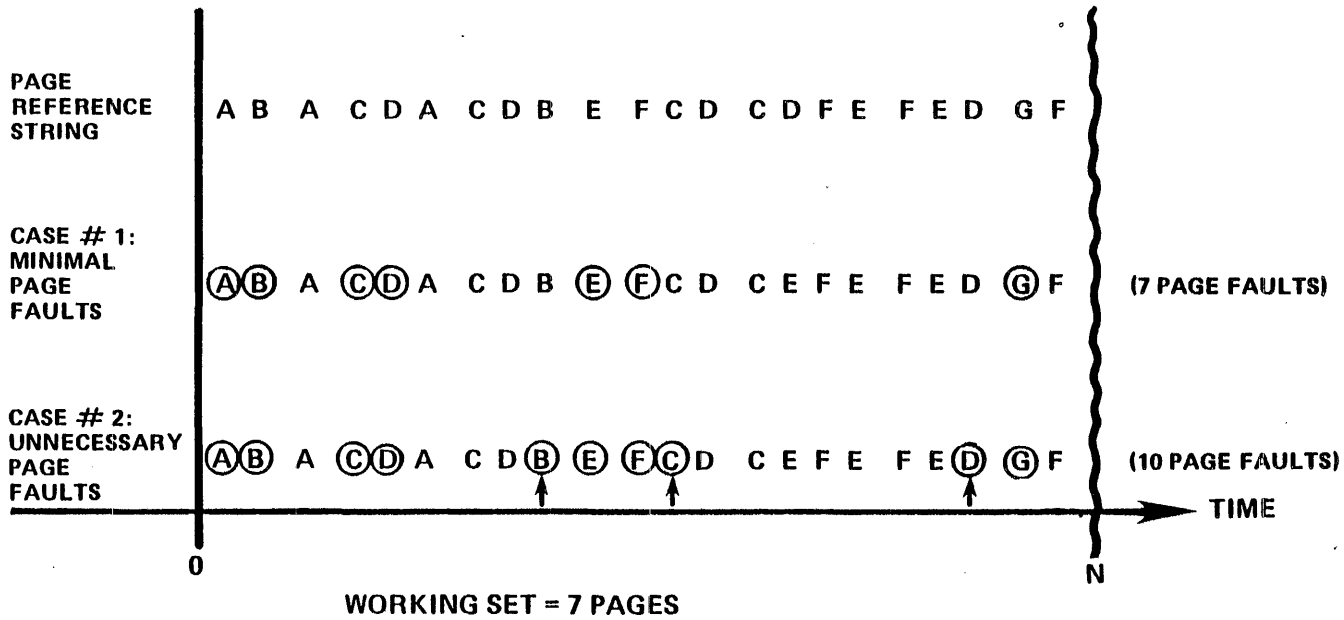 PAGE
REFERENCE
STRING
A B A C D A C D B E F C D C D F E F E D G F
CASE # 1:
MINIMAL
PAGE
FAULTS
A B A C D A C D B E F C D C E F E F E D G F
(7 PAGE FAULTS)
CASE # 2:
UNNECESSARY
PAGE
FAULTS
A B A C D A C D B E F C D C E F E F E D G F
(10 PAGE FAULTS)
TIME
0
N
WORKING SET = 7 PAGES